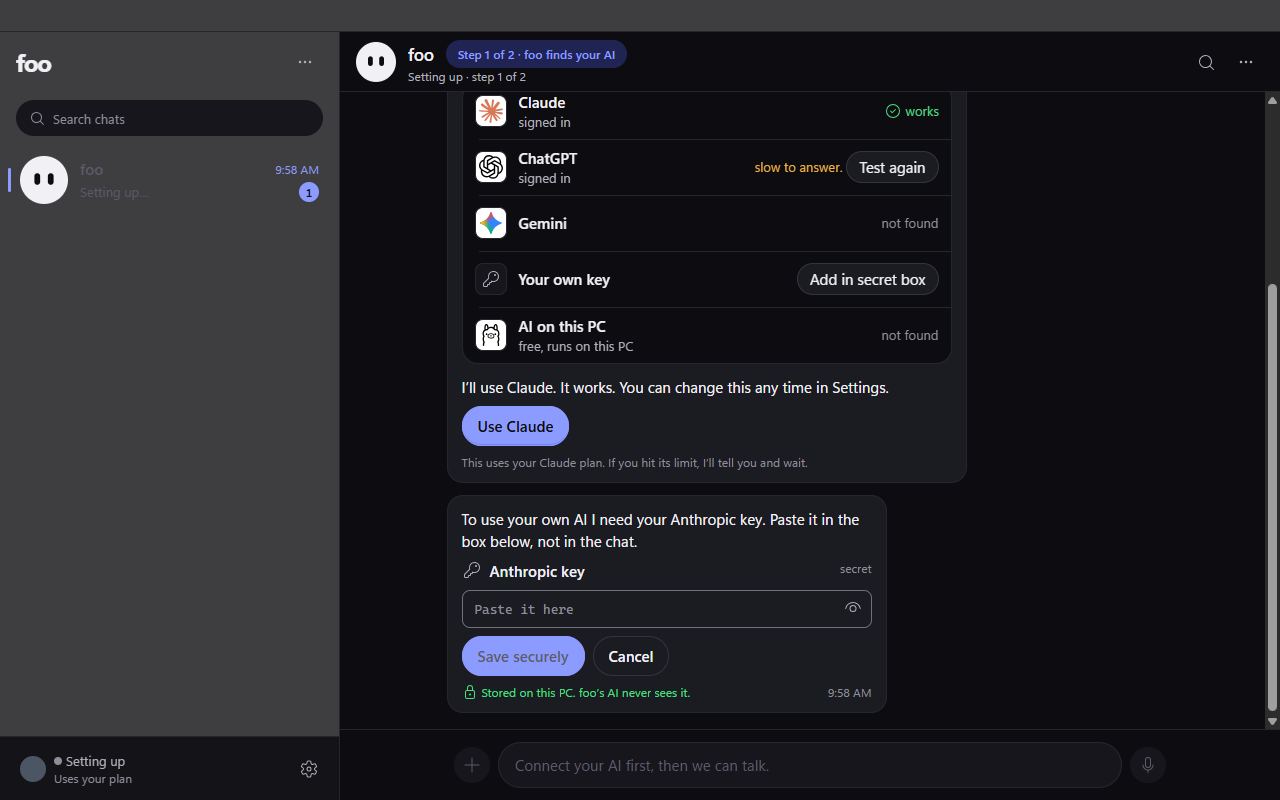 foo
Search chats
foo
9:58 AM
Setting up...
1
Setting up
Uses your plan
foo
Step 1 of 2 · foo finds your AI
Setting up · step 1 of 2
Claude
signed in
works
ChatGPT
signed in
slow to answer.
Test again
Gemini
not found
Your own key
Add in secret box
AI on this PC
free, runs on this PC
not found
I’ll use Claude. It works. You can change this any time in Settings.
Use Claude
This uses your Claude plan. If you hit its limit, I’ll tell you and wait.
To use your own AI I need your Anthropic key. Paste it in the
box below, not in the chat.
Anthropic key
secret
Paste it here
Save securely
Cancel
Stored on this PC. foo’s AI never sees it.
9:58 AM
Connect your AI first, then we can talk.